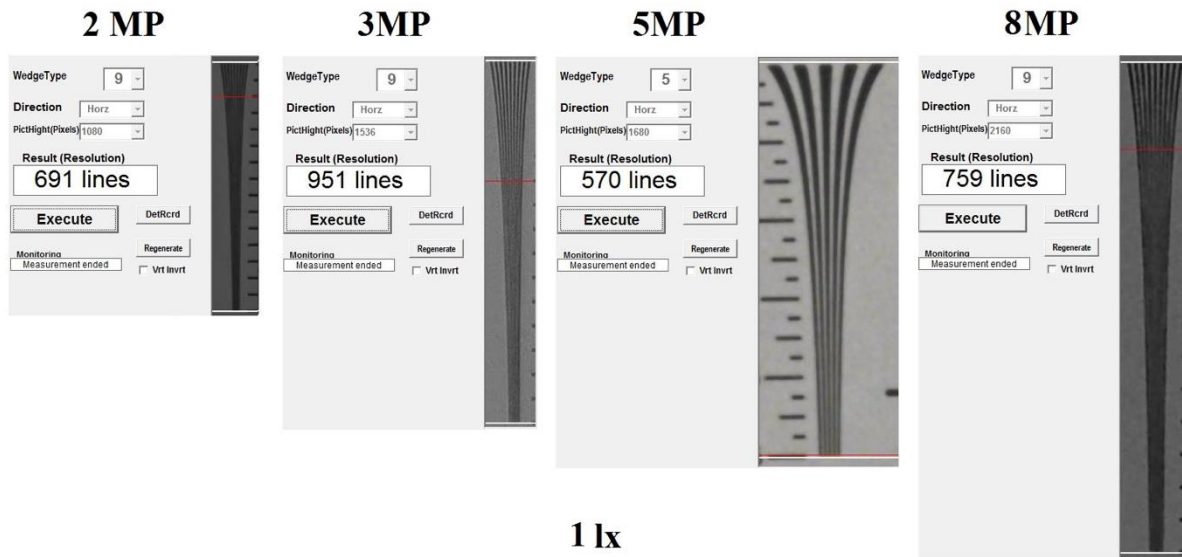 2 MP
WedgeType 9
Direction Horz
PictHight(Pixels) 1080
Result (Resolution)
691 lines
Execute DetRcrd
Regenerate
Monitoring
Measurement ended Vrt Invrt
3MP
WedgeType 9
Direction Horz
PictHight(Pixels) 1536
Result (Resolution)
951 lines
Execute DetRcrd
Regenerate
Monitoring
Measurement ended Vrt Invrt
5MP
WedgeType 5
Direction Horz
PictHight(Pixels) 1680
Result (Resolution)
570 lines
Execute DetRcrd
Regenerate
Monitoring
Measurement ended Vrt Invrt
8MP
WedgeType 9
Direction Horz
PictHight(Pixels) 2160
Result (Resolution)
759 lines
Execute DetRcrd
Regenerate
Monitoring
Measurement ended Vrt Invrt
1 lx